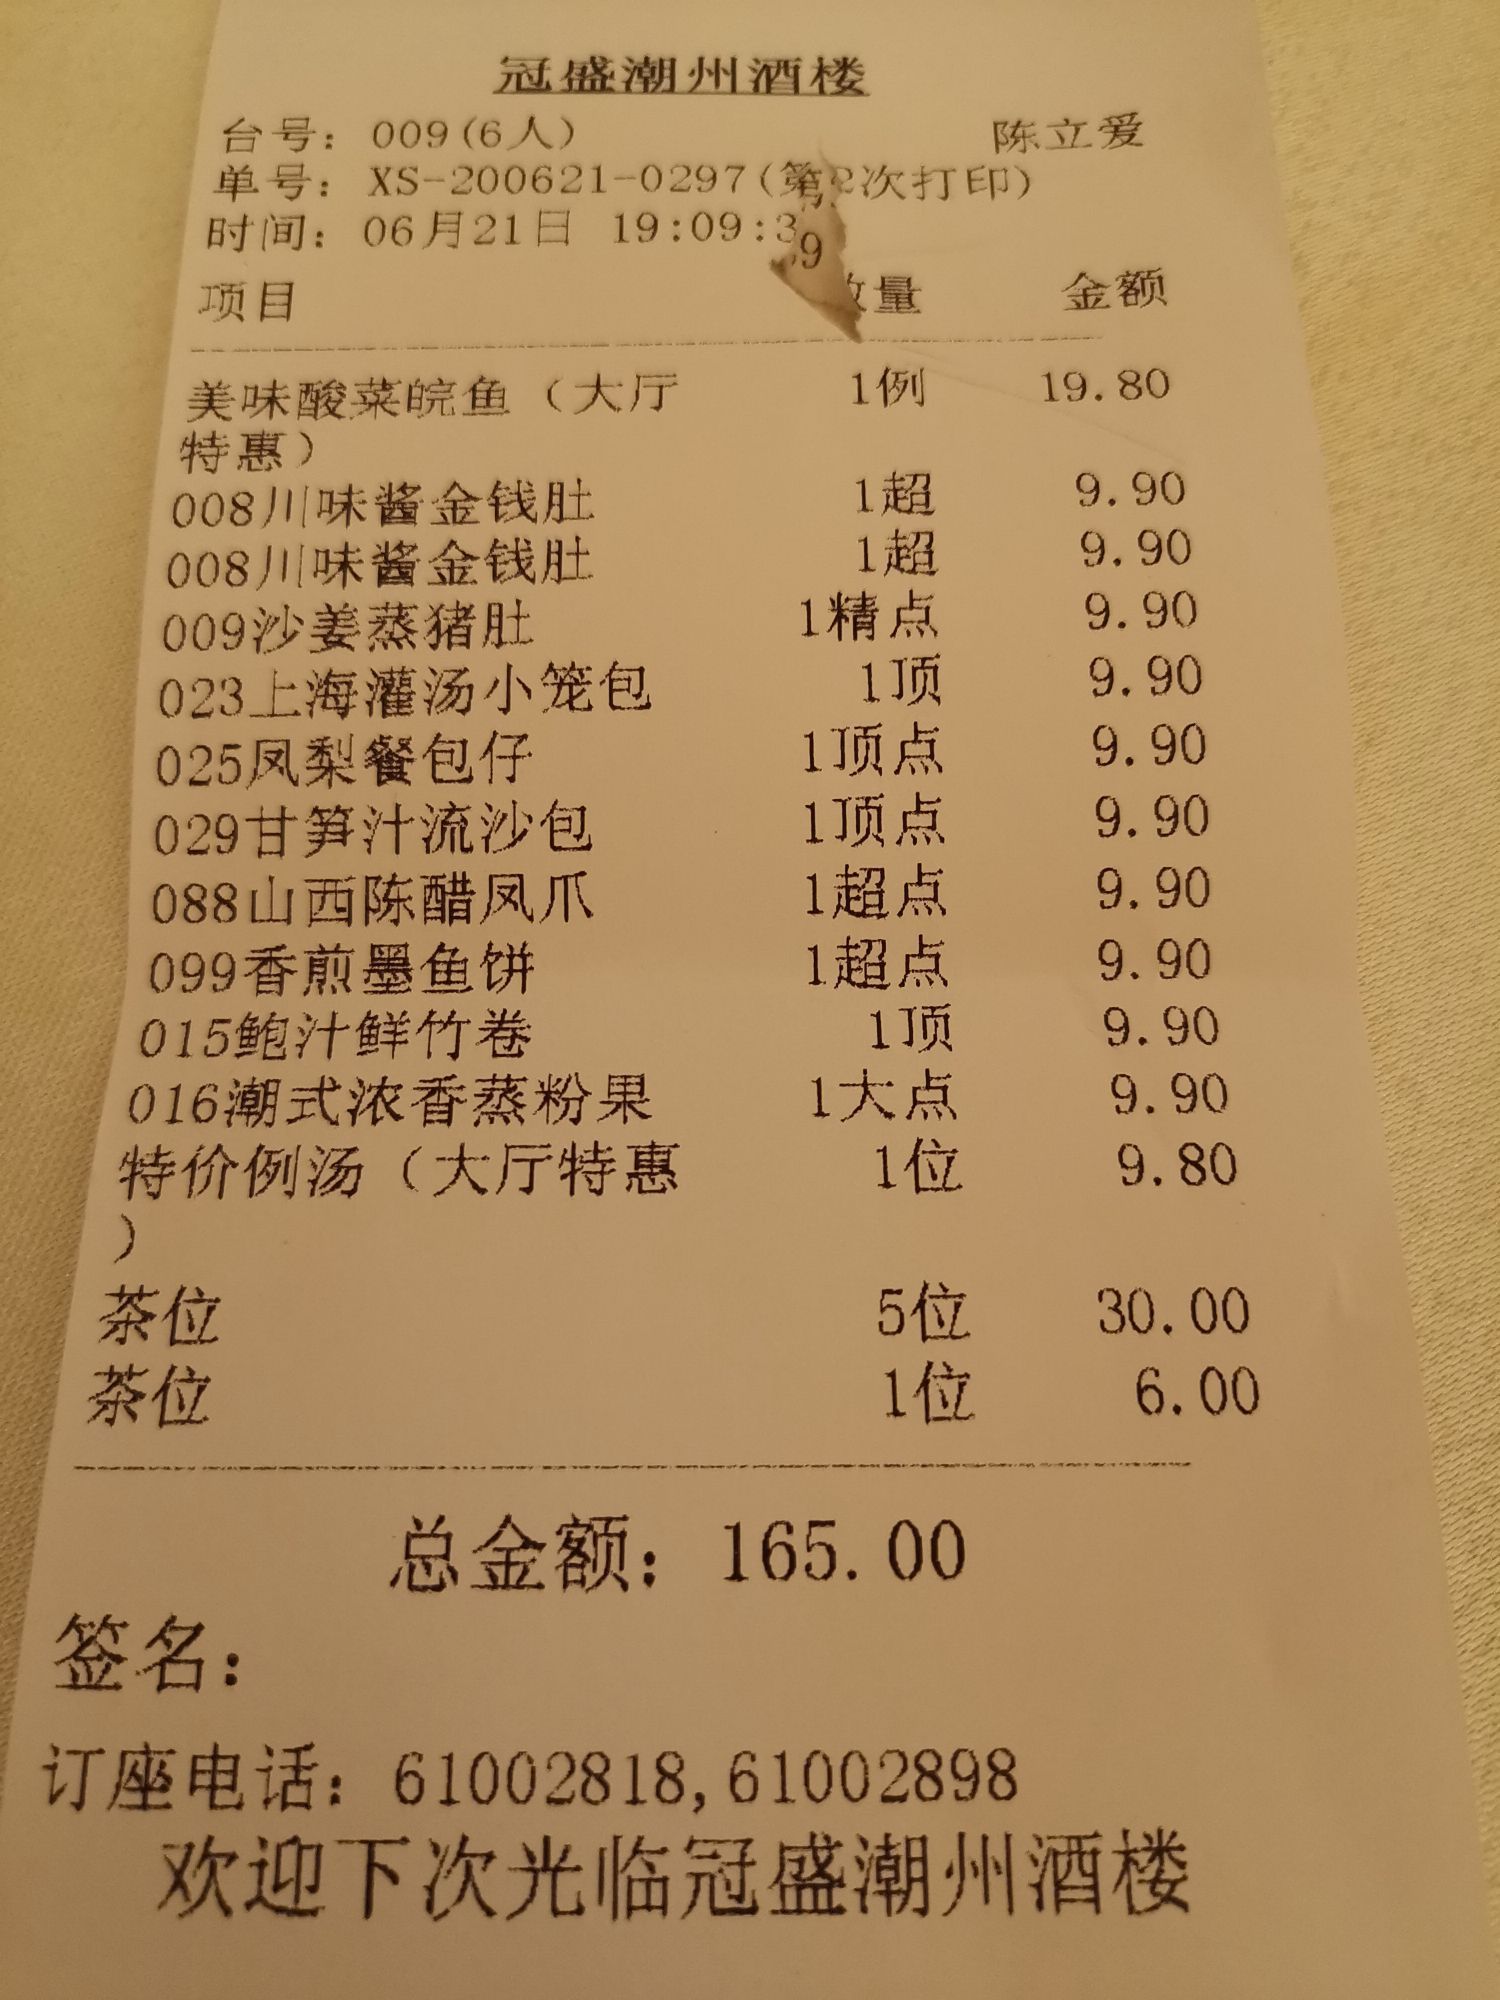 冠盛潮州酒楼
台号: 009(6人) 陈立爱
单号: XS-200621-0297(第2次打印)
时间: 06月21日 19:09:39
项目 数量 金额
美味酸菜皖鱼（大厅 1例 19.80
特惠）
008川味酱金钱肚 1超 9.90
008川味酱金钱肚 1超 9.90
009沙姜蒸猪肚 1精点 9.90
023上海灌汤小笼包 1顶 9.90
025凤梨餐包仔 1顶点 9.90
029甘笋汁流沙包 1顶点 9.90
088山西陈醋凤爪 1超点 9.90
099香煎墨鱼饼 1超点 9.90
015鲍汁鲜竹卷 1顶 9.90
016潮式浓香蒸粉果 1大点 9.90
特价例汤（大厅特惠 1位 9.80
）
茶位 5位 30.00
茶位 1位 6.00
总金额: 165.00
签名:
订座电话: 61002818,61002898
欢迎下次光临冠盛潮州酒楼